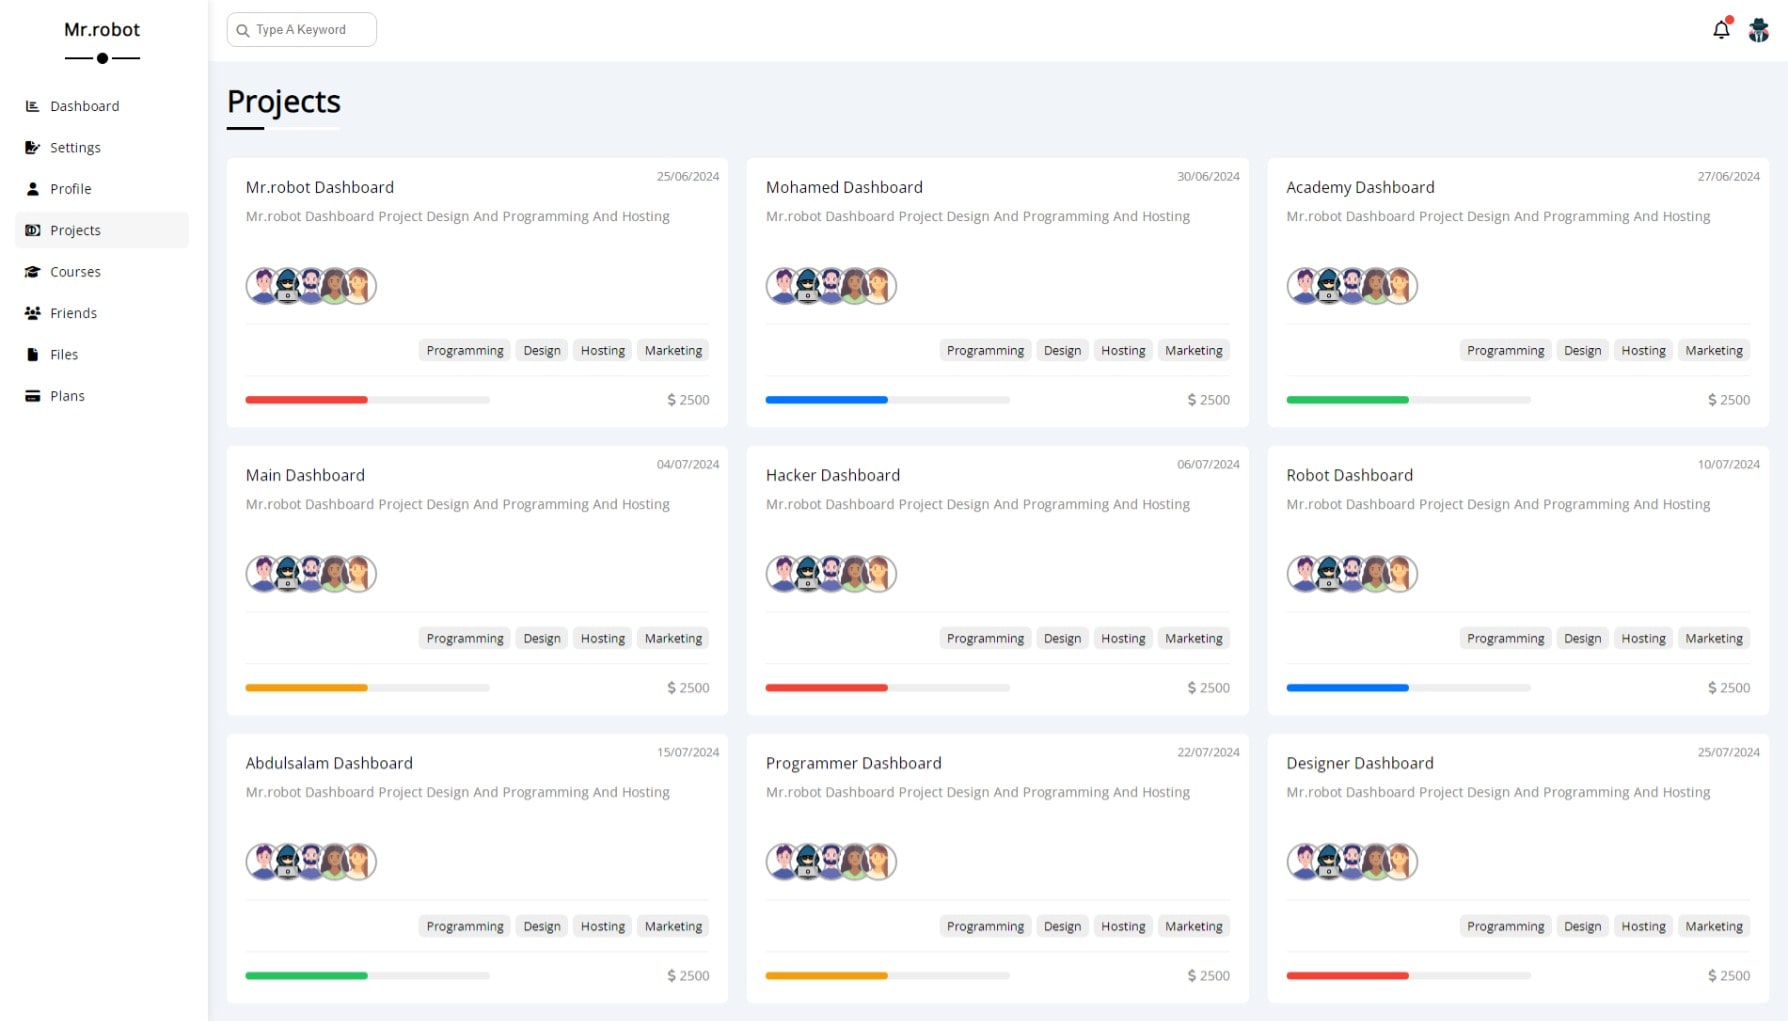 Mr.robot
Dashboard
Settings
Profile
Projects
Courses
Friends
Files
Plans
Type A Keyword
Projects
Mr.robot Dashboard
25/06/2024
Mr.robot Dashboard Project Design And Programming And Hosting
Programming Design Hosting Marketing
$ 2500
Mohamed Dashboard
30/06/2024
Mr.robot Dashboard Project Design And Programming And Hosting
Programming Design Hosting Marketing
$ 2500
Academy Dashboard
27/06/2024
Mr.robot Dashboard Project Design And Programming And Hosting
Programming Design Hosting Marketing
$ 2500
Main Dashboard
04/07/2024
Mr.robot Dashboard Project Design And Programming And Hosting
Programming Design Hosting Marketing
$ 2500
Hacker Dashboard
06/07/2024
Mr.robot Dashboard Project Design And Programming And Hosting
Programming Design Hosting Marketing
$ 2500
Robot Dashboard
10/07/2024
Mr.robot Dashboard Project Design And Programming And Hosting
Programming Design Hosting Marketing
$ 2500
Abdulsalam Dashboard
15/07/2024
Mr.robot Dashboard Project Design And Programming And Hosting
Programming Design Hosting Marketing
$ 2500
Programmer Dashboard
22/07/2024
Mr.robot Dashboard Project Design And Programming And Hosting
Programming Design Hosting Marketing
$ 2500
Designer Dashboard
25/07/2024
Mr.robot Dashboard Project Design And Programming And Hosting
Programming Design Hosting Marketing
$ 2500